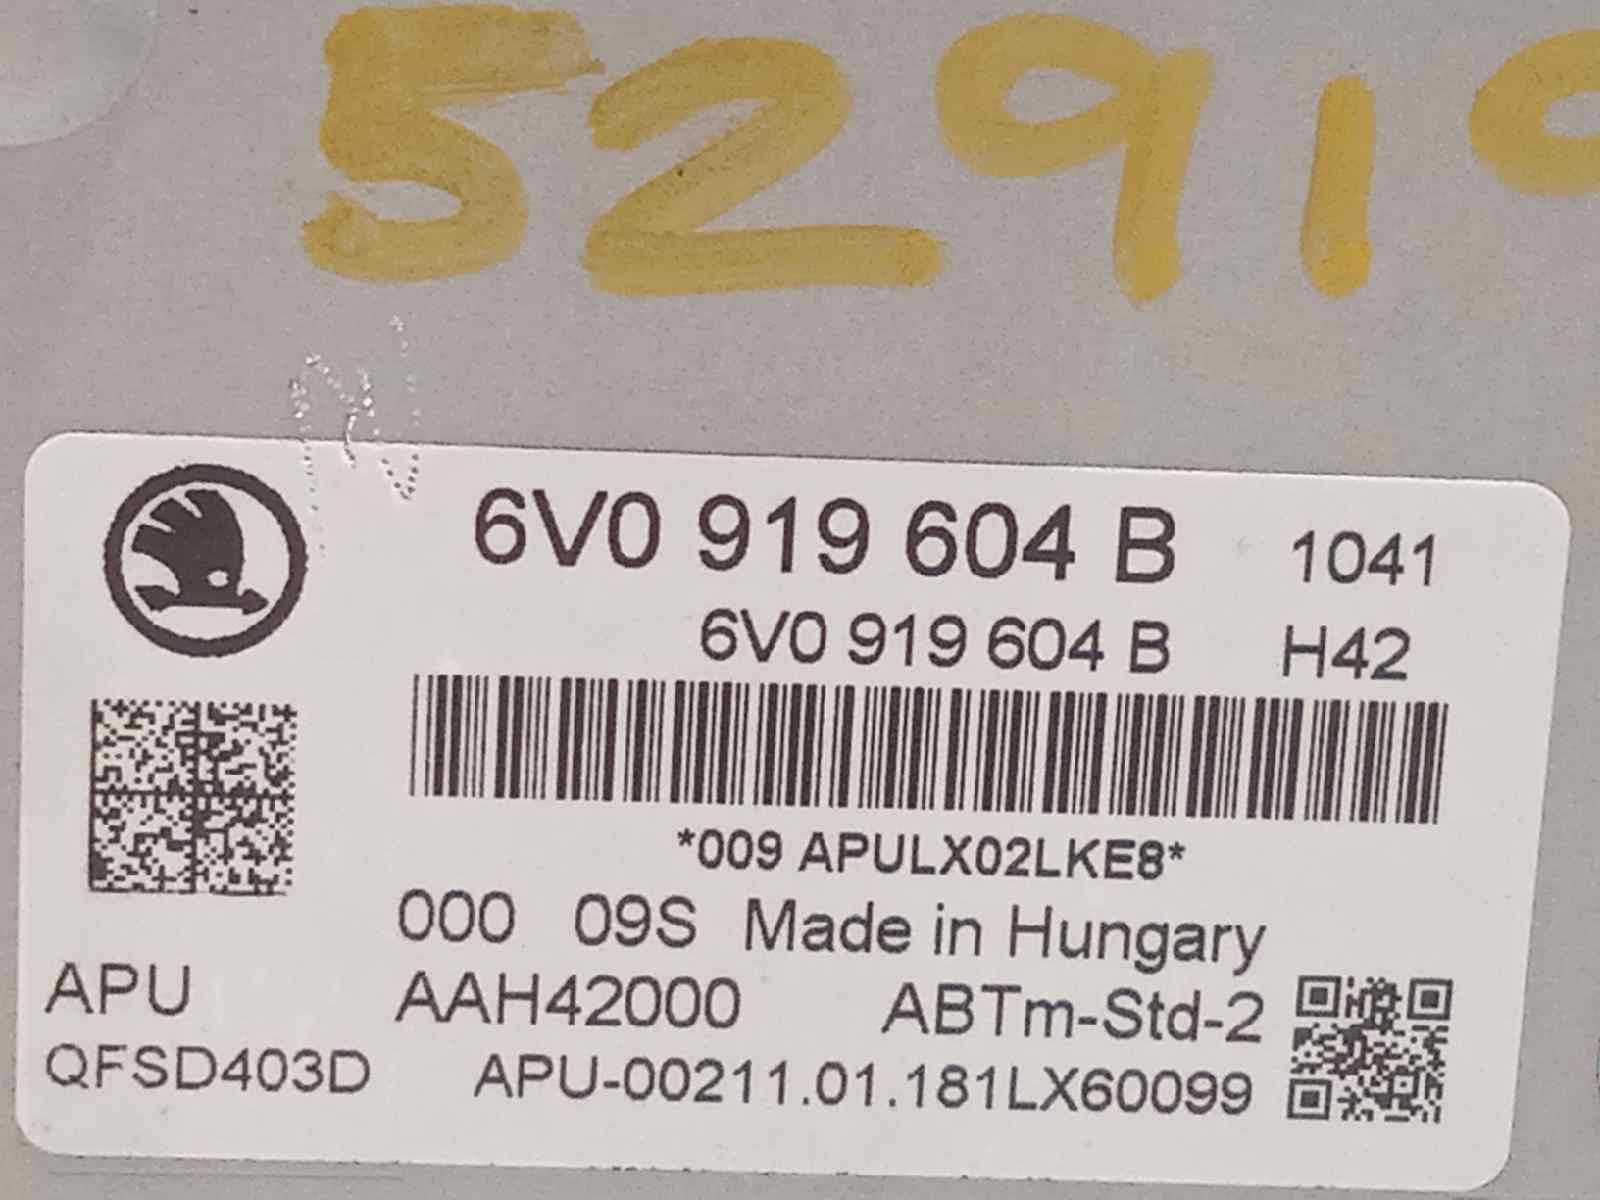 5291
6V0 919 604 B 1041
6V0 919 604 B H42
*009 APULX02LKE8*
000 09S Made in Hungary
APU AAH42000 ABTm-Std-2
QFSD403D APU-00211.01.181LX60099